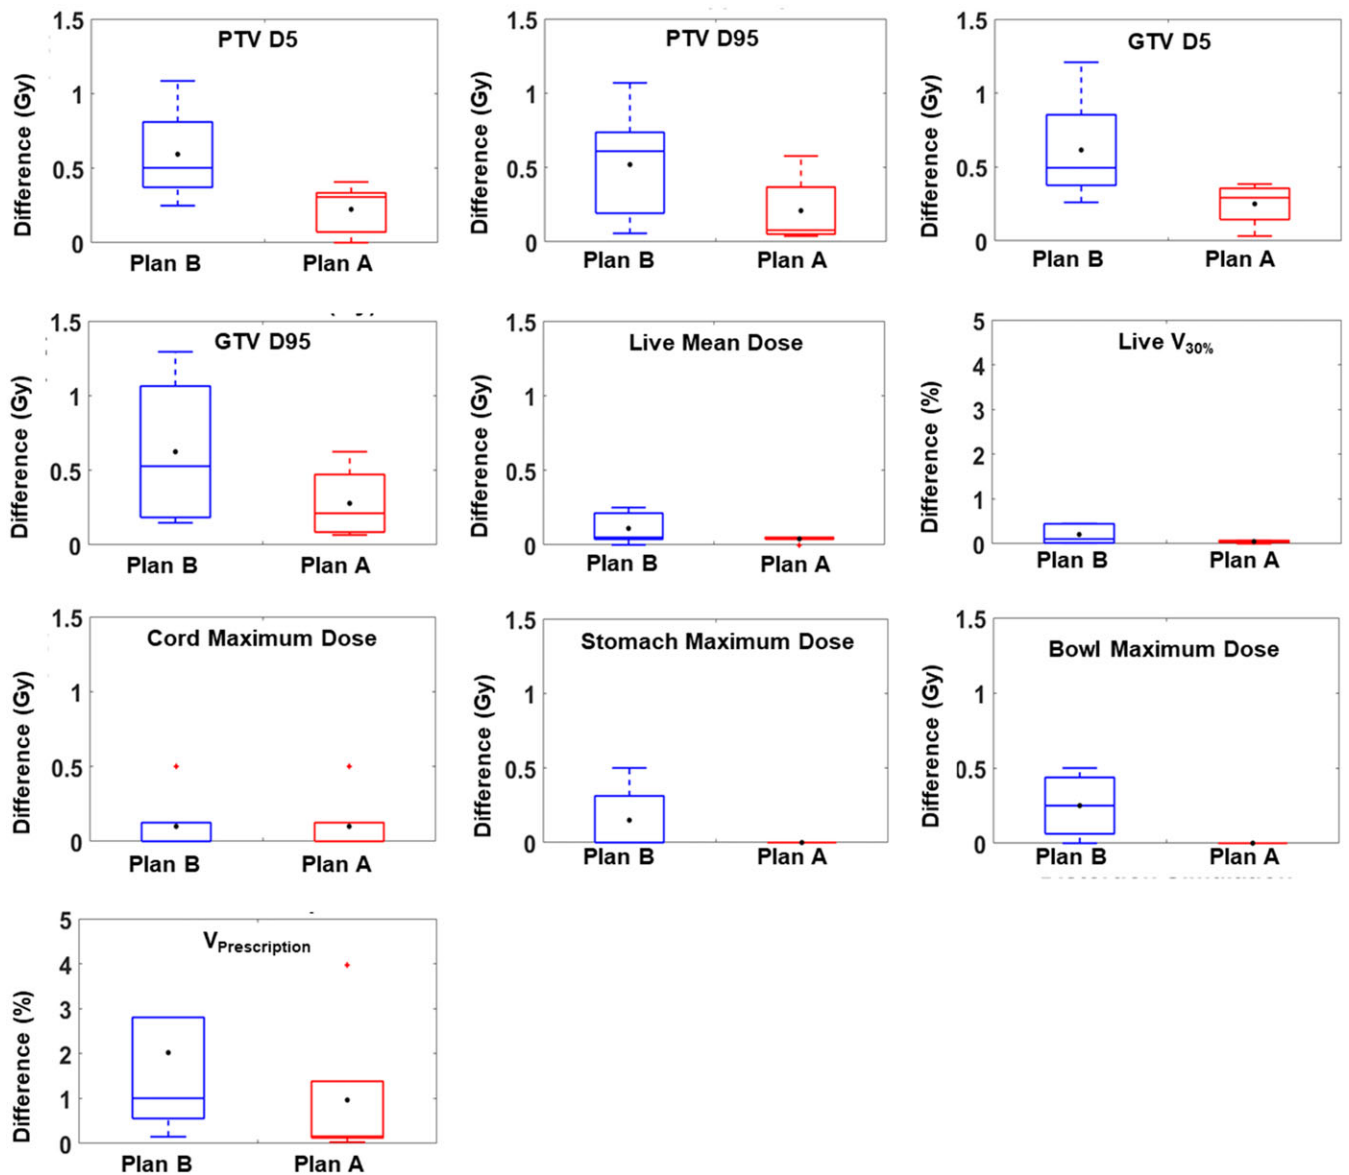 PTV D5
Difference (Gy)
1.5
1
0.5
0
Plan B
Plan A
PTV D95
Difference (Gy)
1.5
1
0.5
0
Plan B
Plan A
GTV D5
Difference (Gy)
1.5
1
0.5
0
Plan B
Plan A
GTV D95
Difference (Gy)
1.5
1
0.5
0
Plan B
Plan A
Live Mean Dose
Difference (Gy)
1.5
1
0.5
0
Plan B
Plan A
Live V30%
Difference (%)
5
4
3
2
1
0
Plan B
Plan A
Cord Maximum Dose
Difference (Gy)
1.5
1
0.5
0
Plan B
Plan A
Stomach Maximum Dose
Difference (Gy)
1.5
1
0.5
0
Plan B
Plan A
Bowl Maximum Dose
Difference (Gy)
1.5
1
0.5
0
Plan B
Plan A
VPrescription
Difference (%)
5
4
3
2
1
0
Plan B
Plan A